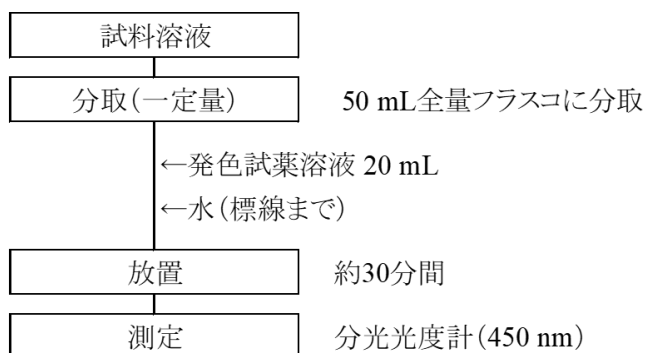 試料溶液
分取(一定量) 50 mL全量フラスコに分取
←発色試薬溶液 20 mL
←水(標線まで)
放置 約30分間
測定 分光光度計(450 nm)